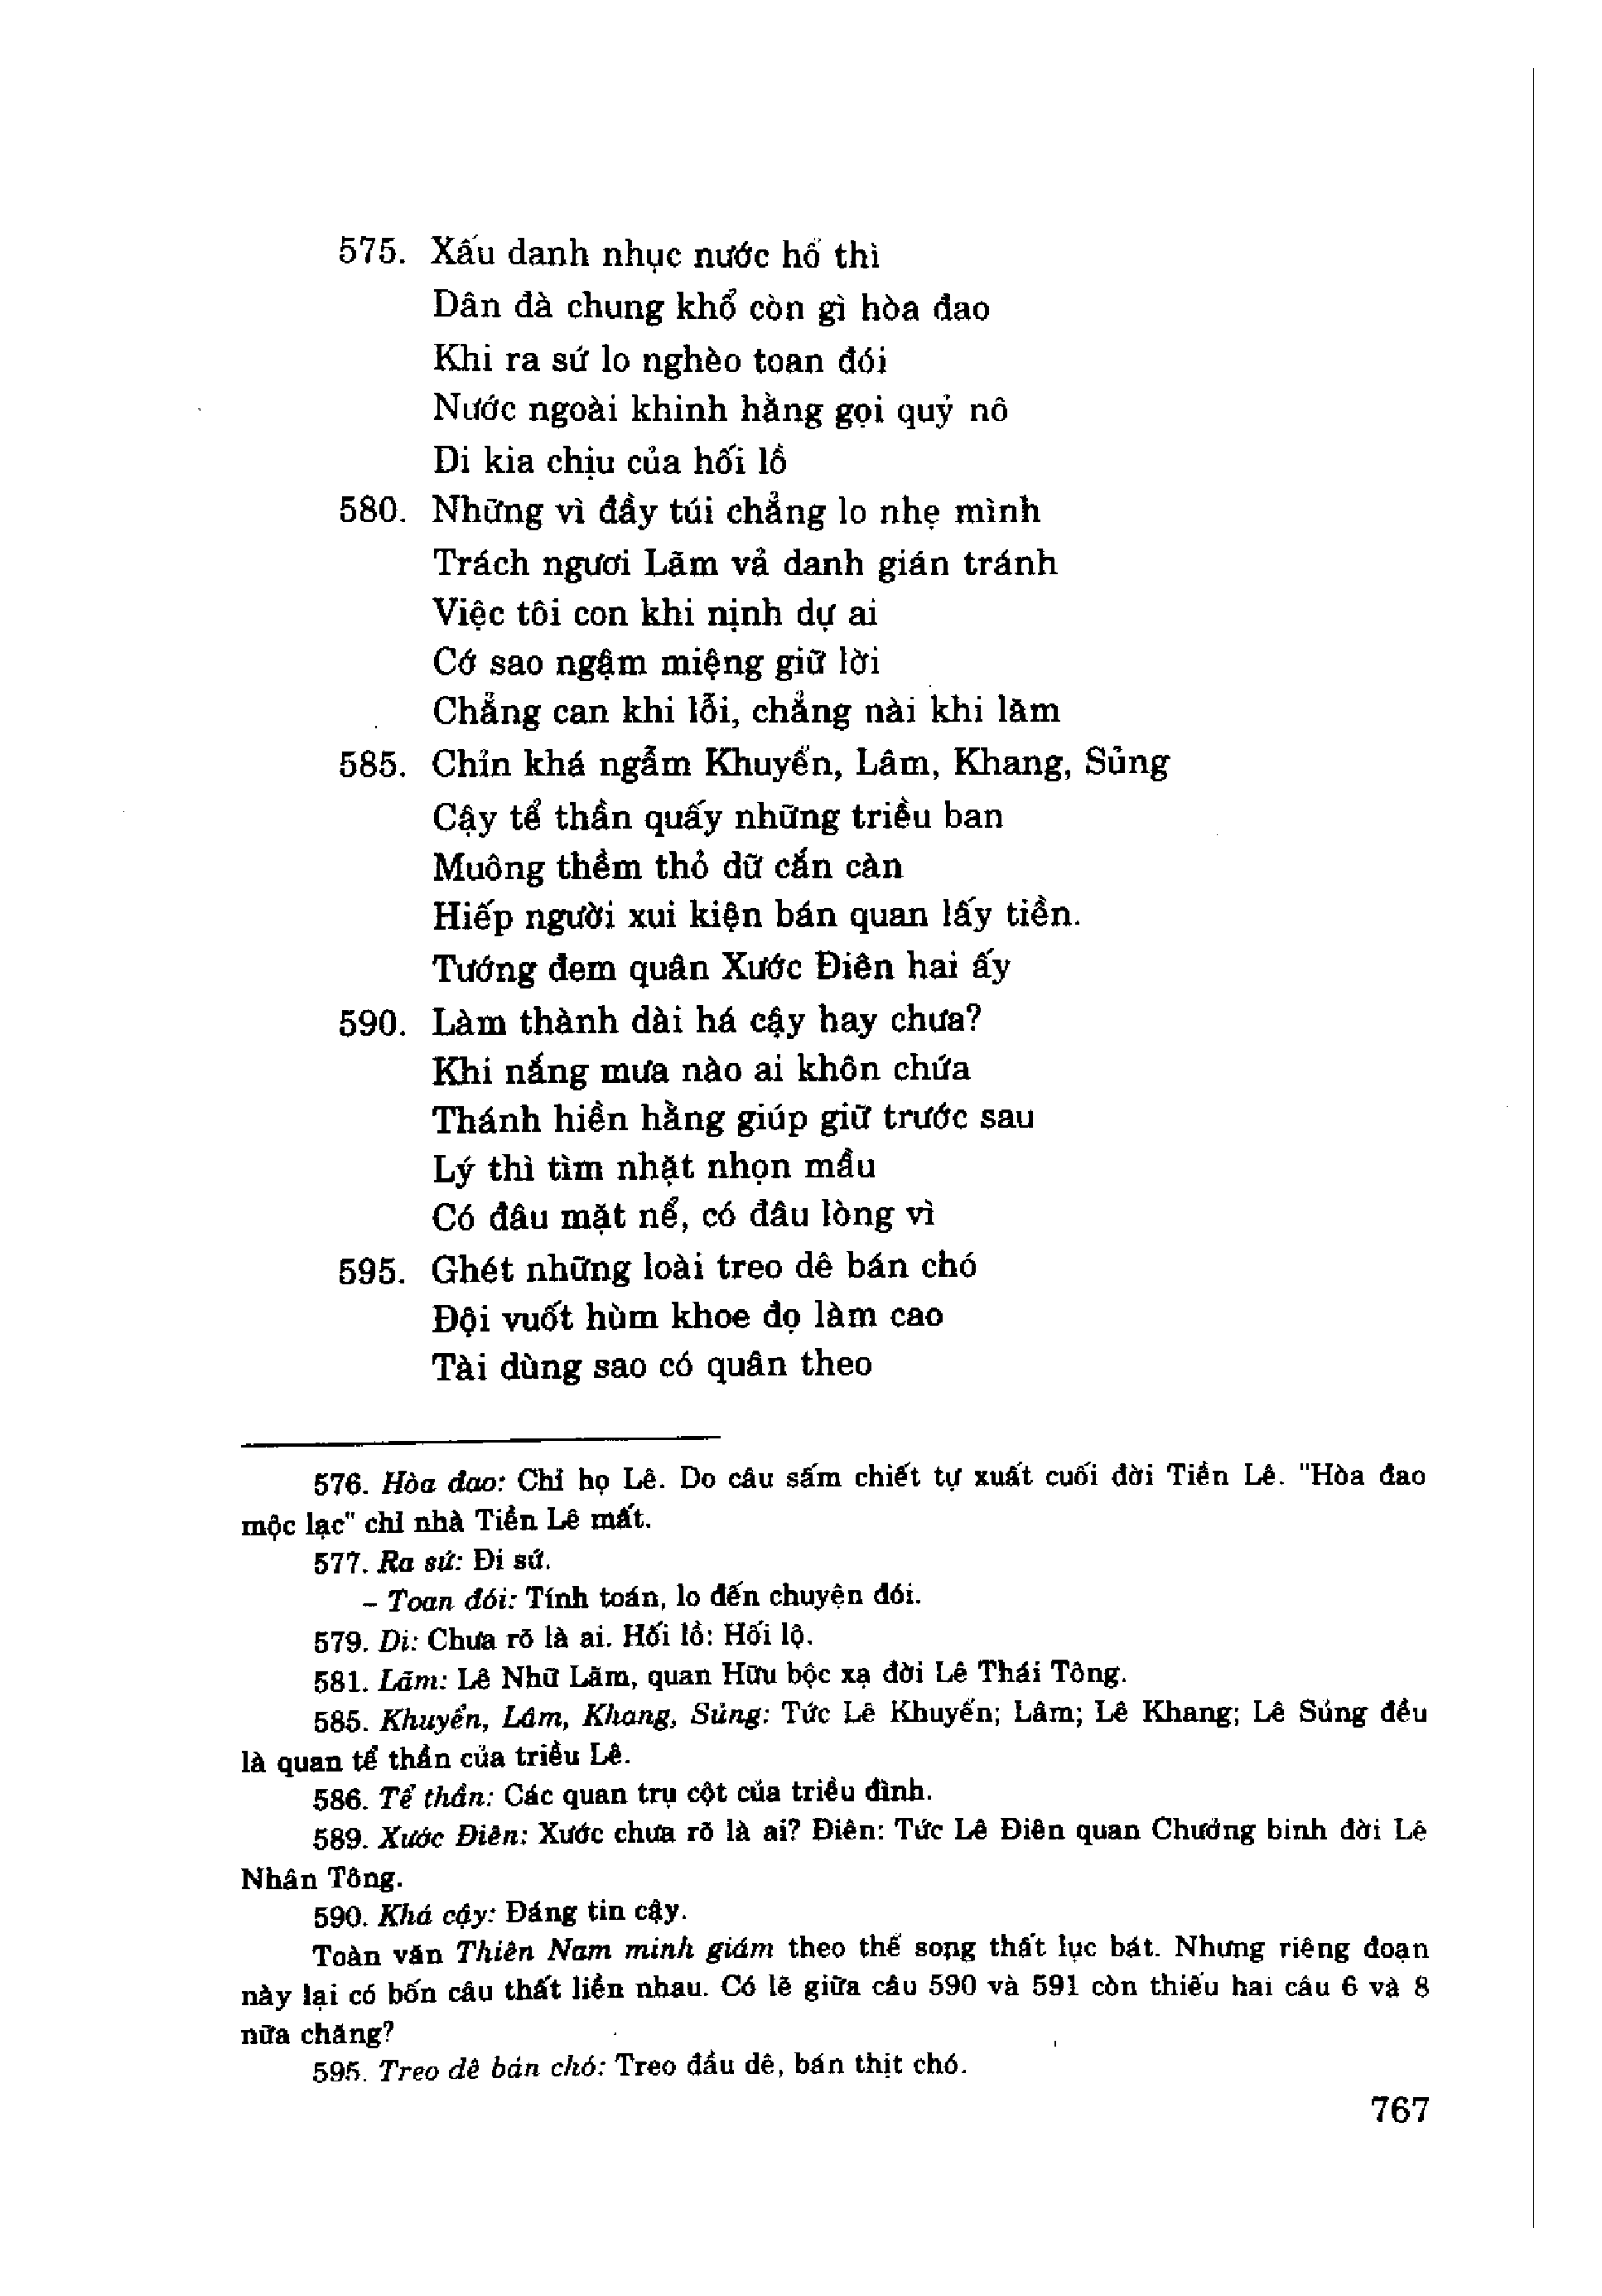 575. Xấu danh nhục nước hổ thì
Dân đà chung khổ còn gì hòa đao
Khi ra sứ lo nghèo toan đói
Nước ngoài khinh hằng gọi quỷ nô
Di kia chịu của hối lồ
580. Những vì đầy túi chẳng lo nhẹ mình
Trách ngươi Lãm vả danh gián tránh
Việc tôi con khi nịnh dự ai
Cớ sao ngậm miệng giữ lời
Chẳng can khi lỗi, chẳng nài khi lăm
585. Chỉn khá ngẫm Khuyển, Lâm, Khang, Sủng
Cậy tể thần quấy những triều ban
Muông thềm thỏ dữ cắn càn
Hiếp người xui kiện bán quan lấy tiền.
Tướng đem quân Xước Điên hai ấy
590. Làm thành dài há cậy hay chưa?
Khi nắng mưa nào ai khôn chứa
Thánh hiền hằng giúp giữ trước sau
Lý thì tìm nhặt nhọn mầu
Có đâu mặt nể, có đâu lòng vì
595. Ghét những loài treo dê bán chó
Đội vuốt hùm khoe đọ làm cao
Tài dùng sao có quân theo
576. Hòa đao: Chỉ họ Lê. Do câu sấm chiết tự xuất cuối đời Tiền Lê. "Hòa đao
mộc lạc" chỉ nhà Tiền Lê mất.
577. Ra sứ: Đi sứ.
– Toan đói: Tính toán, lo đến chuyện đói.
579. Di: Chưa rõ là ai. Hối lồ: Hối lộ.
581. Lãm: Lê Nhữ Lãm, quan Hữu bộc xạ đời Lê Thái Tông.
585. Khuyển, Lâm, Khang, Sủng: Tức Lê Khuyển; Lâm; Lê Khang; Lê Sủng đều
là quan tể thần của triều Lê.
586. Tể thần: Các quan trụ cột của triều đình.
589. Xước Điên: Xước chưa rõ là ai? Điên: Tức Lê Điên quan Chưởng binh đời Lê
Nhân Tông.
590. Khá cậy: Đáng tin cậy.
Toàn văn Thiên Nam minh giám theo thể song thất lục bát. Nhưng riêng đoạn
này lại có bốn câu thất liền nhau. Có lẽ giữa câu 590 và 591 còn thiếu hai câu 6 và 8
nữa chăng?
595. Treo dê bán chó: Treo đầu dê, bán thịt chó.
767